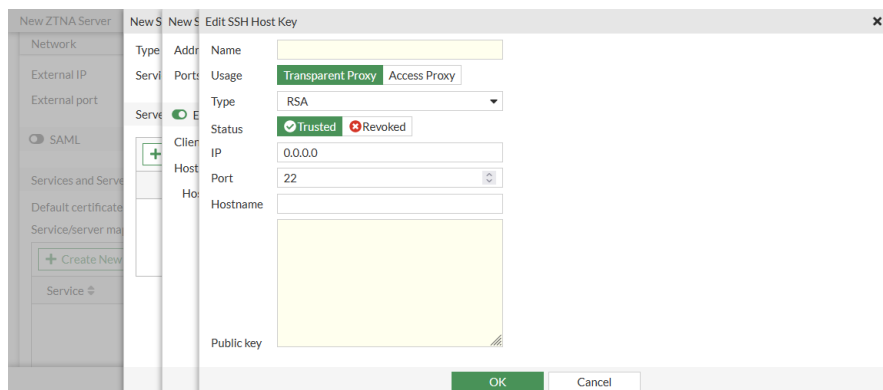 New ZTNA Server
Network
External IP
External port
SAML
Services and Serve
Default certificate
Service/server ma
Create New
Service
New S
Type
Servi
Serve
New S
Addr
Ports
E
Clien
Host
Hos
Edit SSH Host Key
Name
Usage Transparent Proxy Access Proxy
Type RSA
Status Trusted Revoked
IP 0.0.0.0
Port 22
Hostname
Public key
OK Cancel